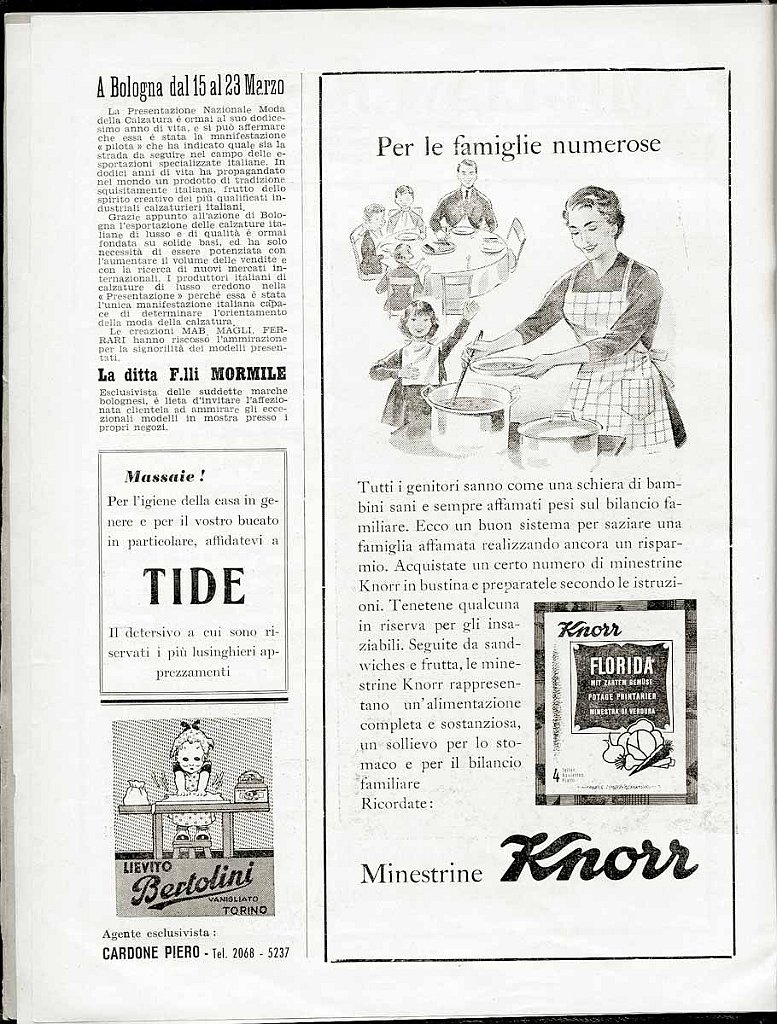 A Bologna dal 15 al 23 Marzo
La Presentazione Nazionale Moda
della Calzatura è ormai al suo dodice-
simo anno di vita, e si può affermare
che essa è stata la manifestazione
« pilota » che ha indicato quale sia la
strada da seguire nel campo delle e-
sportazioni specializzate italiane. In
dodici anni di vita ha propagandato
nel mondo un prodotto di tradizione
squisitamente italiana, frutto dello
spirito creativo dei più qualificati in-
dustriali calzaturieri italiani.
Grazie appunto all'azione di Bolo-
gna l'esportazione delle calzature ita-
liane di lusso e di qualità è ormai
fondata su solide basi, ed ha solo
necessità di essere potenziata con
l'aumentare il volume delle vendite e
con la ricerca di nuovi mercati in-
ternazionali. I produttori italiani di
calzature di lusso credono nella
« Presentazione » perchè essa è stata
l'unica manifestazione italiana capa-
ce di determinare l'orientamento
della moda della calzatura.
Le creazioni MAB, MAGLI, FER-
RARI hanno riscosso l'ammirazione
per la signorilità dei modelli presen-
tati.
La ditta F.lli MORMILE
Esclusivista delle suddette marche
bolognesi, è lieta d'invitare l'affezio-
nata clientela ad ammirare gli ecce-
zionali modelli in mostra presso i
propri negozi.
Massaie !
Per l'igiene della casa in ge-
nere e per il vostro bucato
in particolare, affidatevi a
TIDE
Il detersivo a cui sono ri-
servati i più lusinghieri ap-
prezzamenti
LIEVITO
Bertolini
VANIGLIATO
TORINO
Agente esclusivista :
CARDONE PIERO - Tel. 2068 - 5237
Per le famiglie numerose
Tutti i genitori sanno come una schiera di bam-
bini sani e sempre affamati pesi sul bilancio fa-
miliare. Ecco un buon sistema per saziare una
famiglia affamata realizzando ancora un rispar-
mio. Acquistate un certo numero di minestrine
Knorr in bustina e preparatele secondo le istruzi-
oni. Tenetene qualcuna
in riserva per gli insa-
ziabili. Seguite da sand-
wiches e frutta, le mine-
strine Knorr rappresen-
tano un'alimentazione
completa e sostanziosa,
un sollievo per lo sto-
maco e per il bilancio
familiare
Ricordate :
Knorr
FLORIDA
MIT ZARTEM GEMÜSE
POTAGE PRINTANIER
MINESTRA DI VERDURA
4
Minestrine Knorr